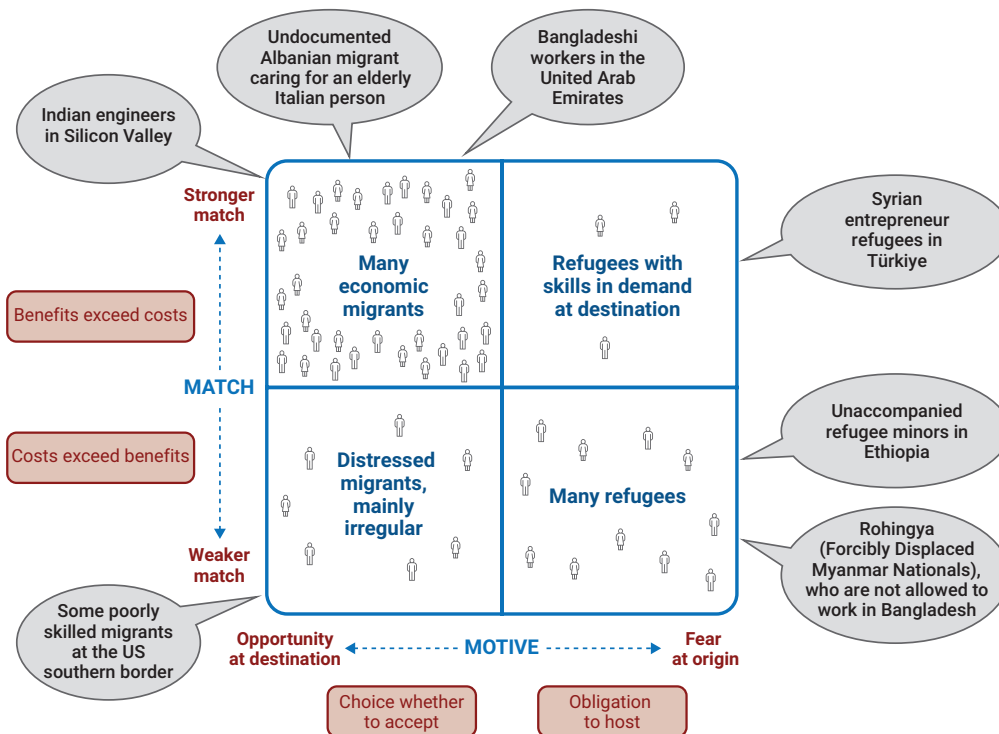 Undocumented
Albanian migrant
caring for an elderly
Italian person
Bangladeshi
workers in the
United Arab
Emirates
Indian engineers
in Silicon Valley
Stronger
match
Syrian
entrepreneur
refugees in
Türkiye
Many
economic
migrants
Refugees with
skills in demand
at destination
Benefits exceed costs
MATCH
Costs exceed benefits
Unaccompanied
refugee minors in
Ethiopia
Distressed
migrants,
mainly
irregular
Many refugees
Weaker
match
Rohingya
(Forcibly Displaced
Myanmar Nationals),
who are not allowed to
work in Bangladesh
Some poorly
skilled migrants
at the US
southern border
Opportunity
at destination
MOTIVE
Fear
at origin
Choice whether
to accept
Obligation
to host